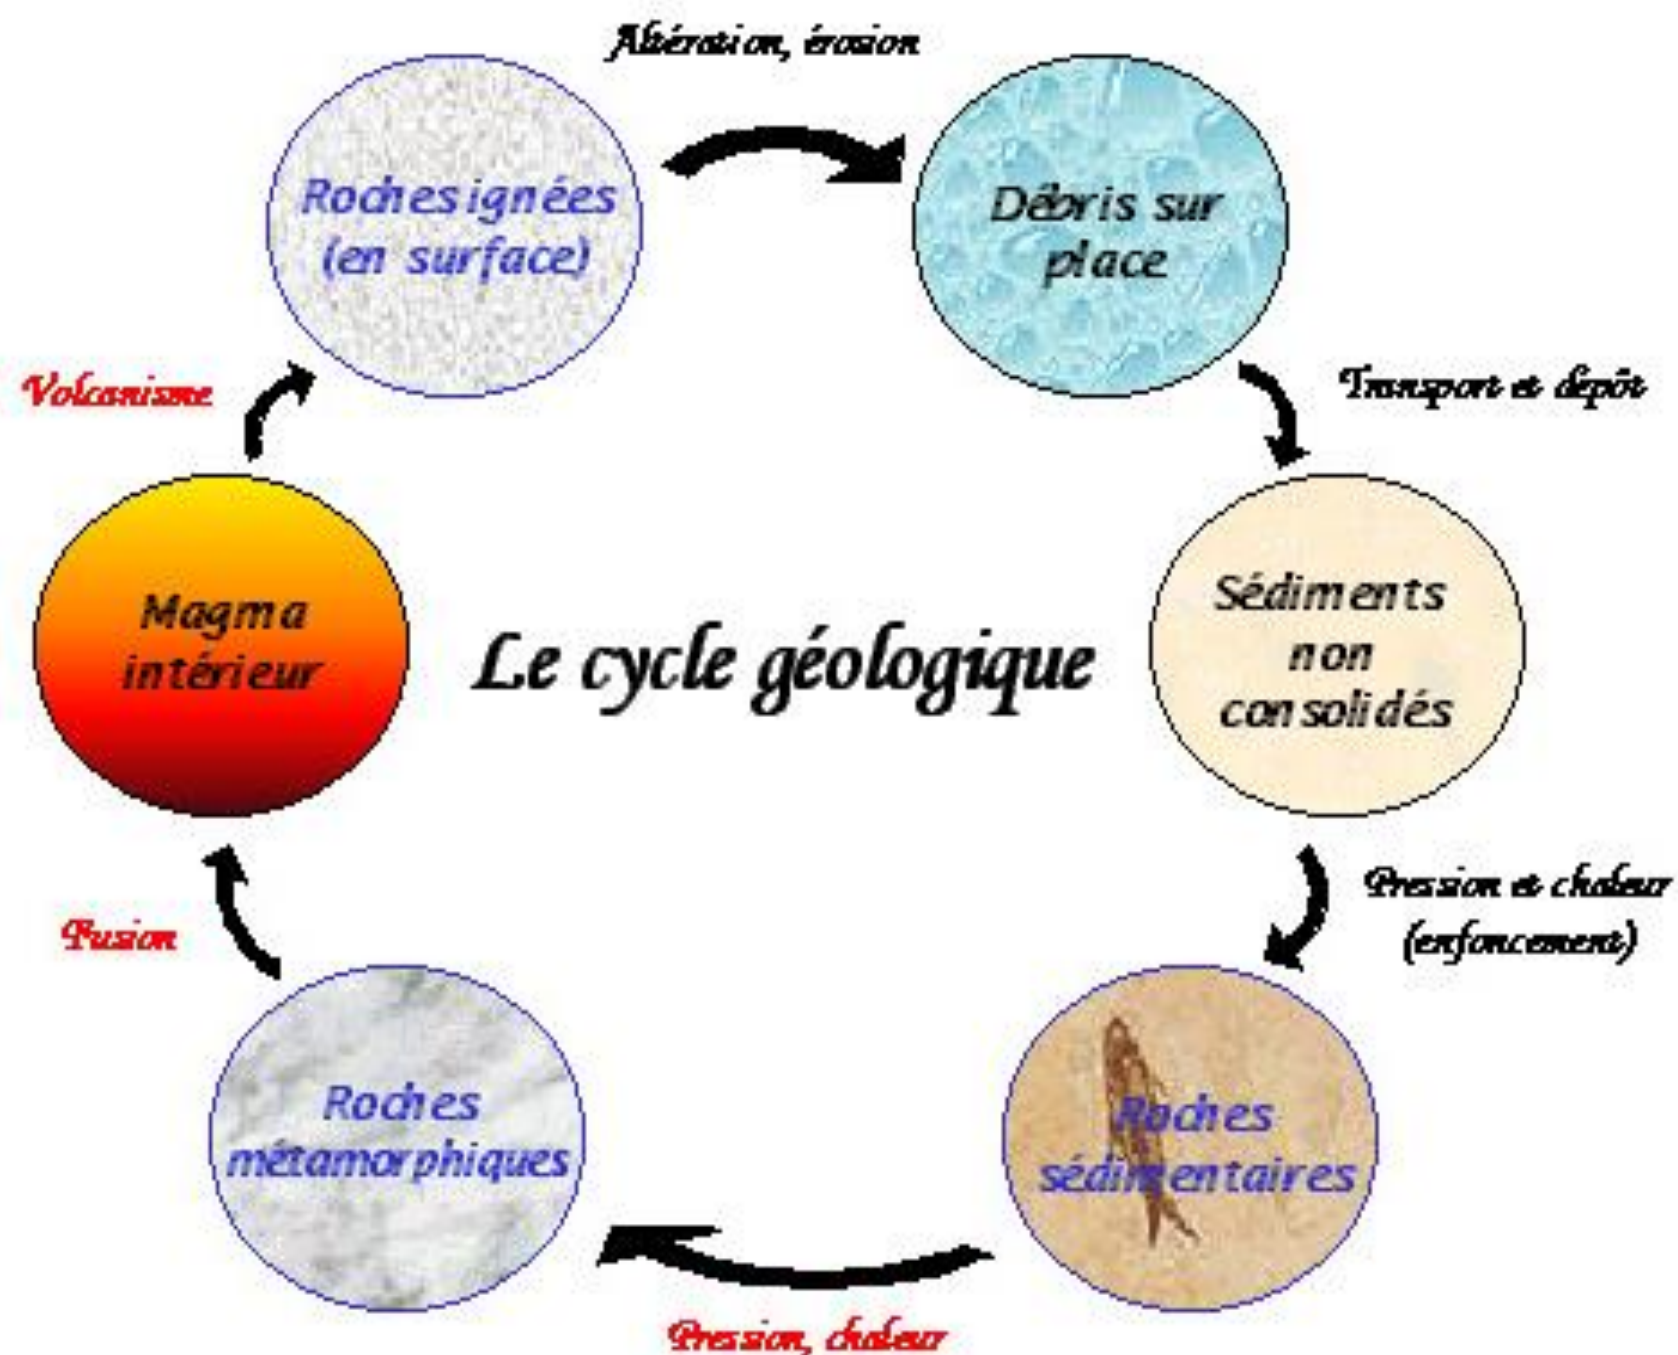 Altération, érosion
Roches ignées
(en surface)
Débris sur
place
Volcanisme
Transport et dépôt
Magma
intérieur
Le cycle géologique
Sédiments
non
consolidés
Pression et chaleur
(enfoncement)
Fusion
Roches
métamorphiques
Roches
sédimentaires
Pression, chaleur